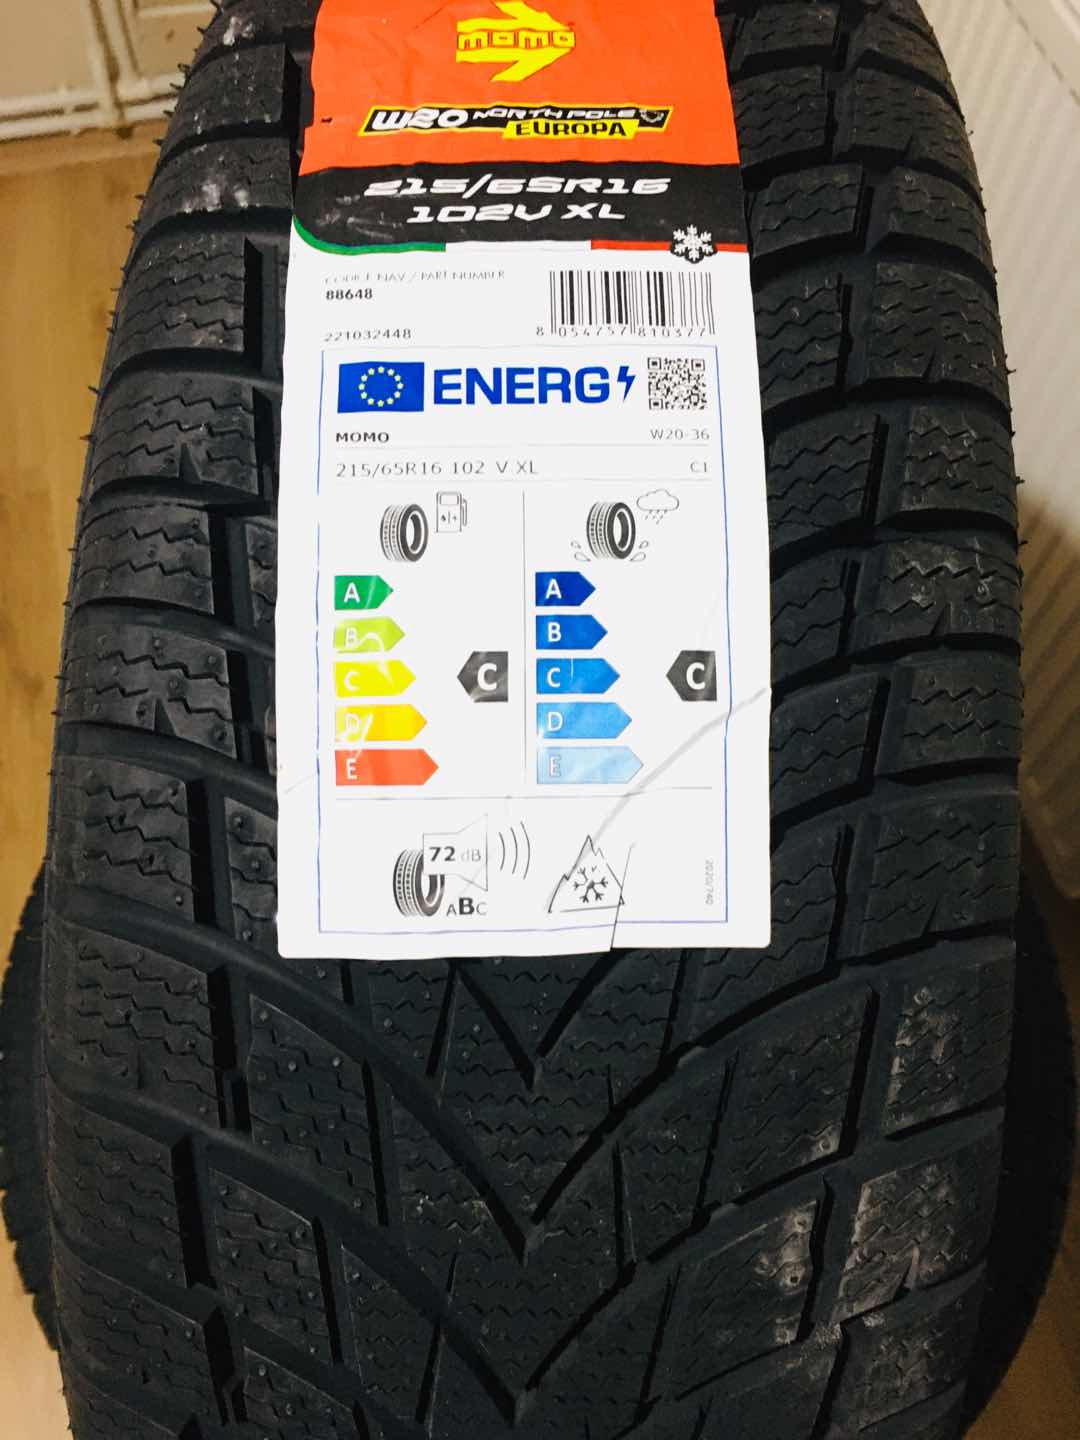 MOMO
W20 NORTH POLE
EUROPA
215/65R16
102V XL
CODICE NAV / PART NUMBER
88648
221032448
8 054757 810377
ENERG
MOMO W20-36
215/65R16 102 V XL C1
A A
B B
C C C C
D D
E E
72 dB
ABC
2020/740